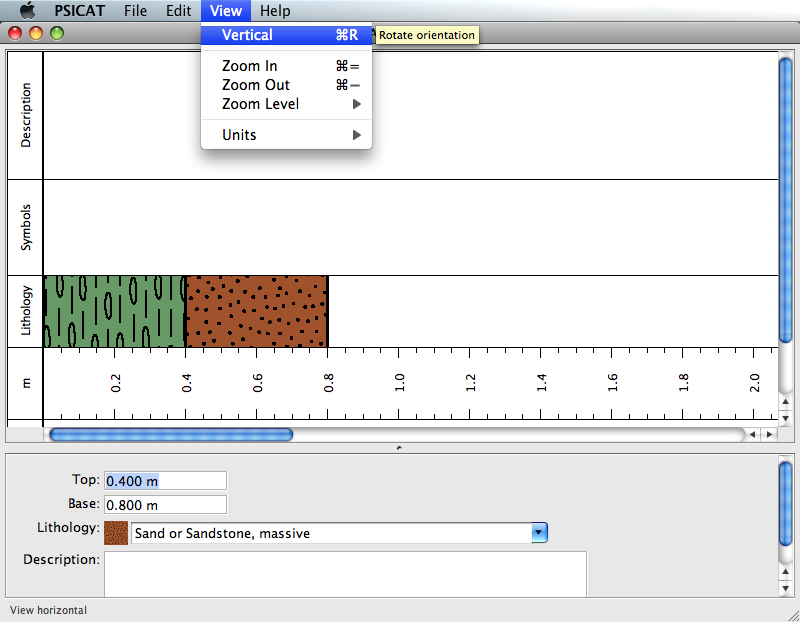 PSICAT File Edit View Help
Vertical ⌘R
Rotate orientation
Zoom In ⌘=
Zoom Out ⌘−
Zoom Level
Units
Description
Symbols
Lithology
m 0.2 0.4 0.6 0.8 1.0 1.2 1.4 1.6 1.8 2.0
Top: 0.400 m
Base: 0.800 m
Lithology: Sand or Sandstone, massive
Description:
View horizontal